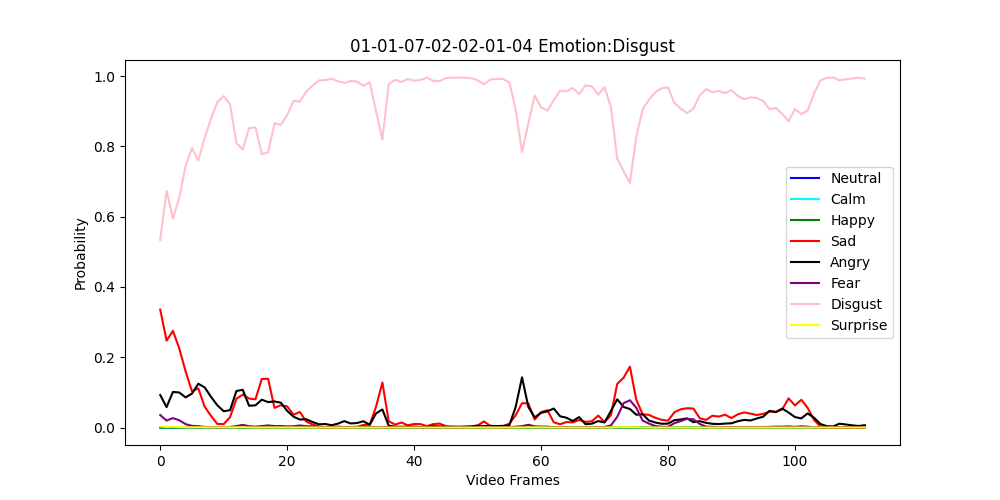 01-01-07-02-02-01-04 Emotion:Disgust
1.0
0.8
0.6
0.4
0.2
0.0
Probability
Neutral
Calm
Happy
Sad
Angry
Fear
Disgust
Surprise
0 20 40 60 80 100
Video Frames